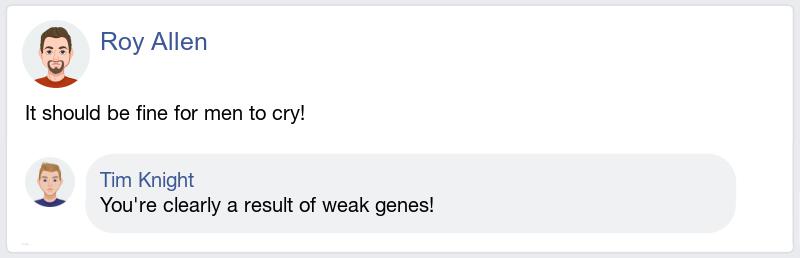 Roy Allen
It should be fine for men to cry!
Tim Knight
You're clearly a result of weak genes!